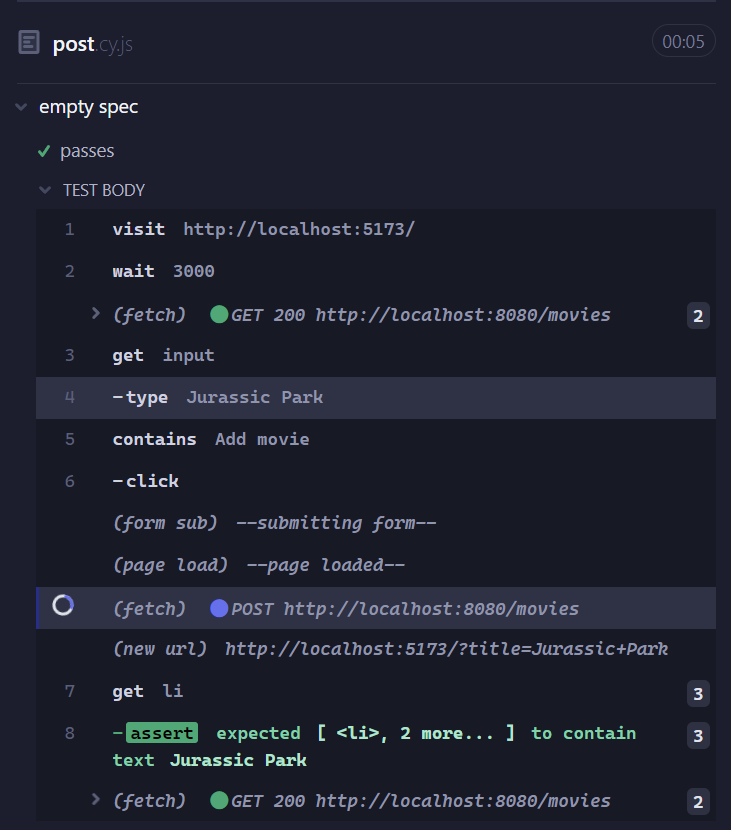 post.cy.js 00:05
empty spec
passes
TEST BODY
1 visit http://localhost:5173/
2 wait 3000
(fetch) GET 200 http://localhost:8080/movies 2
3 get input
4 -type Jurassic Park
5 contains Add movie
6 -click
(form sub) --submitting form--
(page load) --page loaded--
(fetch) POST http://localhost:8080/movies
(new url) http://localhost:5173/?title=Jurassic+Park
7 get li 3
8 -assert expected [ <li>, 2 more... ] to contain 3
text Jurassic Park
(fetch) GET 200 http://localhost:8080/movies 2